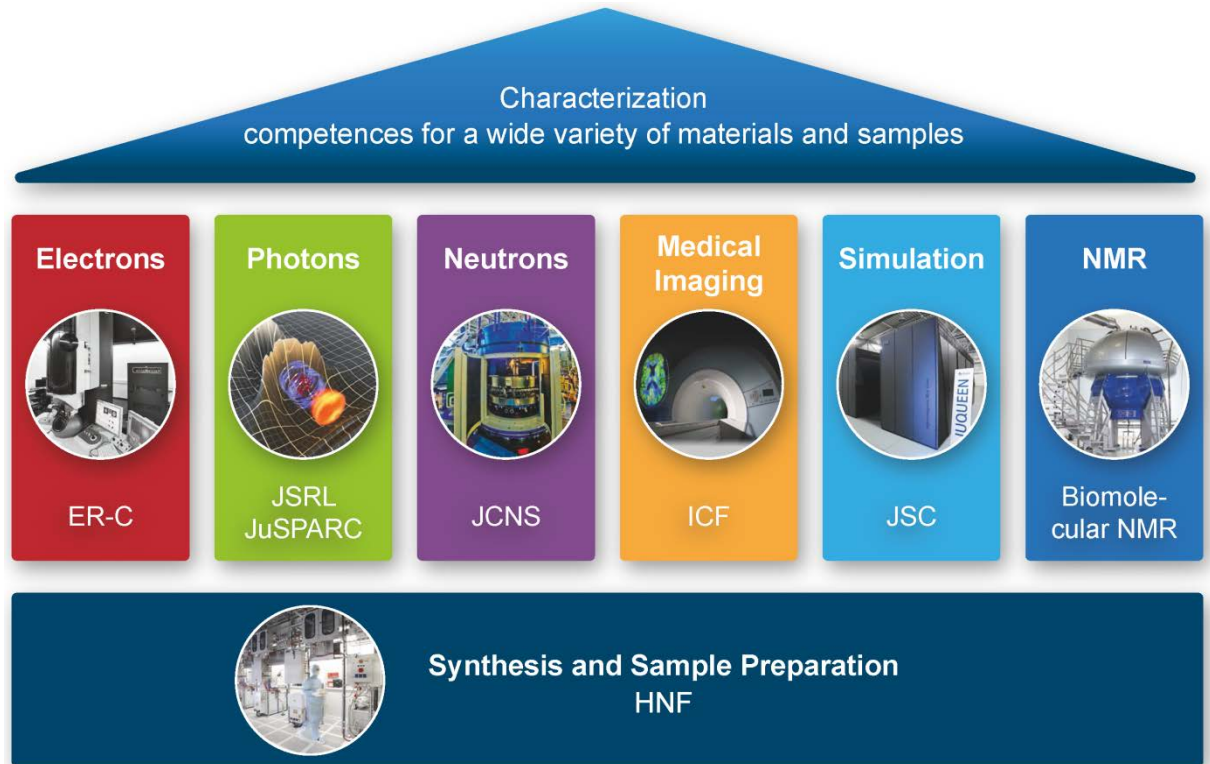 Characterization
competences for a wide variety of materials and samples
Electrons
ER-C
Photons
JSRL
JuSPARC
Neutrons
JCNS
Medical
Imaging
ICF
Simulation
JUQUEEN
JSC
NMR
Biomole-
cular NMR
Synthesis and Sample Preparation
HNF